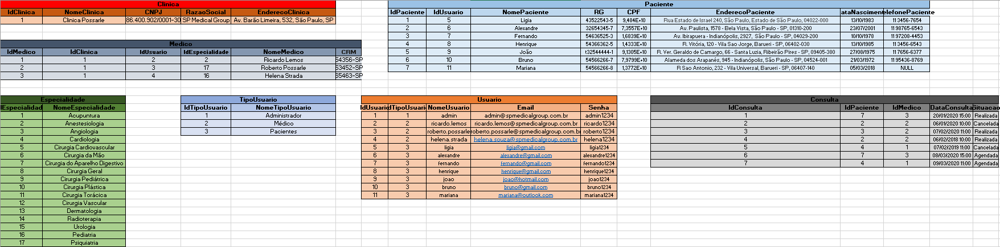 Clinica
IdClinica NomeClinica CNPJ RazaoSocial EnderecoClinica
1 Clinica Possarle 86.400.902/0001-30 SP Medical Group Av. Barão Limeira, 532, São Paulo, SP
Medico
IdMedico IdClinica IdUsuario IdEspecialidade NomeMedico CRM
1 1 2 2 Ricardo Lemos 54356-SP
2 1 3 17 Roberto Possarle 53452-SP
3 1 4 16 Helena Strada 65463-SP
Paciente
IdPaciente IdUsuario NomePaciente RG CPF EnderecoPaciente ataNasciment elefonePaciente
1 5 Ligia 43522543-5 9,484E+10 Rua Estado de Israel 240, São Paulo, Estado de São Paulo, 04022-000 13/10/1983 11 3456-7654
2 6 Alexandre 32654345-7 7,3557E+10 Av. Paulista, 1578 - Bela Vista, São Paulo - SP, 01310-200 23/07/2001 11 98765-6543
3 7 Fernando 54636525-3 1,6839E+10 Av. Ibirapuera - Indianópolis, 2927, São Paulo - SP, 04029-200 10/10/1978 11 97208-4453
4 8 Henrique 54366362-5 1,4333E+10 R. Vitória, 120 - Vila Sao Jorge, Barueri - SP, 06402-030 13/10/1985 11 3456-6543
5 9 João t32544444-1 9,1305E+10 R. Ver. Geraldo de Camargo, 66 - Santa Luzia, Ribeirão Pires - SP, 09405-380 27/08/1975 11 7656-6377
6 10 Bruno 54566266-7 7,9799E+10 Alameda dos Arapanés, 945 - Indianópolis, São Paulo - SP, 04524-001 21/03/1972 11 95436-8769
7 11 Mariana 54566266-8 1,3772E+10 R Sao Antonio, 232 - Vila Universal, Barueri - SP, 06407-140 05/03/2018 NULL
Especialidade
IEspecialidad NomeEspecialidade
1 Acupuntura
2 Anestesiologia
3 Angiologia
4 Cardiologia
5 Cirurgia Cardiovascular
6 Cirurgia da Mão
7 Cirurgia do Aparelho Digestivo
8 Cirurgia Geral
9 Cirurgia Pediátrica
10 Cirurgia Plástica
11 Cirurgia Torácica
12 Cirurgia Vascular
13 Dermatologia
14 Radioterapia
15 Urologia
16 Pediatria
17 Psiquiatria
TipoUsuario
IdTipoUsuario NomeTipoUsuario
1 Administrador
2 Médico
3 Pacientes
Usuario
IdUsuario dTipoUsuari NomeUsuario Email Senha
1 1 admin admin@spmedicalgroup.com.br admin1234
2 2 ricardo.lemos ricardo.lemos@spmedicalgroup.com.br ricardo1234
3 2 roberto.possarle roberto.possarle@spmedicalgroup.com.br roberto1234
4 2 helena.strada helena.souza@spmedicalgroup.com.br helena1234
5 3 ligia ligia@gmail.com ligia1234
6 3 alexandre alexandre@gmail.com alexandre1234
7 3 fernando fernando@gmail.com fernando1234
8 3 henrique henrique@gmail.com henrique1234
9 3 joao joao@hotmail.com joao1234
10 3 bruno bruno@gmail.com bruno1234
11 3 mariana mariana@outlook.com mariana1234
Consulta
IdConsulta IdPaciente IdMedico DataConsulta Situacao
1 7 3 20/01/2020 15:00 Realizada
2 2 2 06/01/2020 10:00 Cancelada
3 3 2 07/02/2020 11:00 Realizada
4 2 2 06/02/2018 10:00 Realizada
5 4 1 07/02/2019 11:00 Cancelada
6 7 3 08/03/2020 15:00 Agendada
7 4 1 09/03/2020 11:00 Agendada